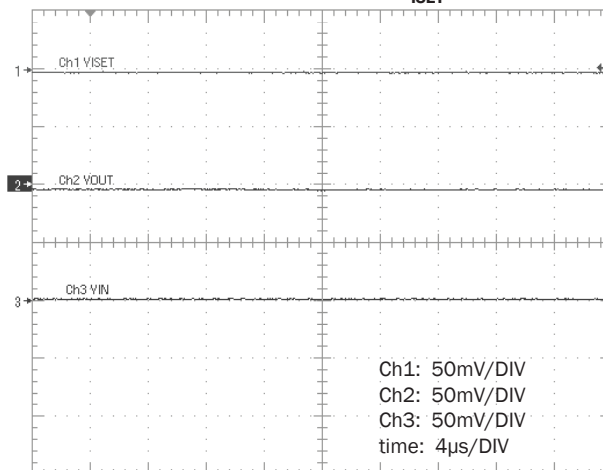 ISET
1
Ch1 VISET
2
Ch2 VOUT
3
Ch3 VIN
Ch1: 50mV/DIV
Ch2: 50mV/DIV
Ch3: 50mV/DIV
time: 4μs/DIV